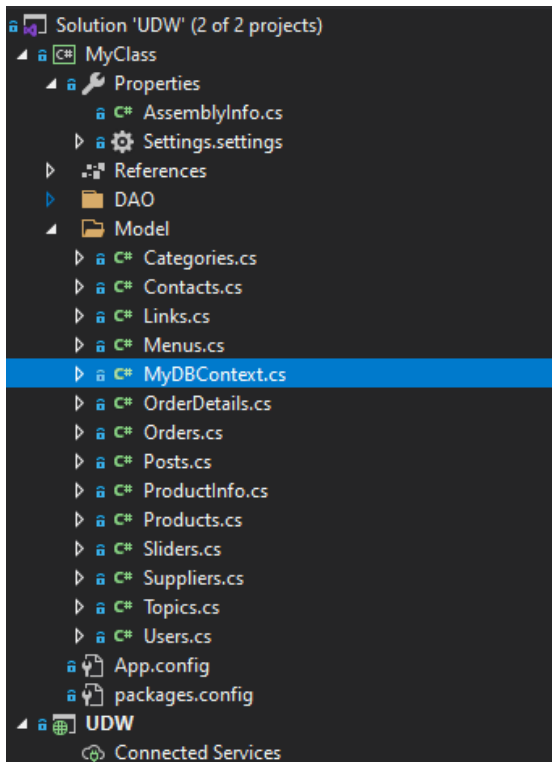 Solution 'UDW' (2 of 2 projects)
C# MyClass
Properties
C# AssemblyInfo.cs
Settings.settings
References
DAO
Model
C# Categories.cs
C# Contacts.cs
C# Links.cs
C# Menus.cs
C# MyDBContext.cs
C# OrderDetails.cs
C# Orders.cs
C# Posts.cs
C# ProductInfo.cs
C# Products.cs
C# Sliders.cs
C# Suppliers.cs
C# Topics.cs
C# Users.cs
App.config
packages.config
UDW
Connected Services